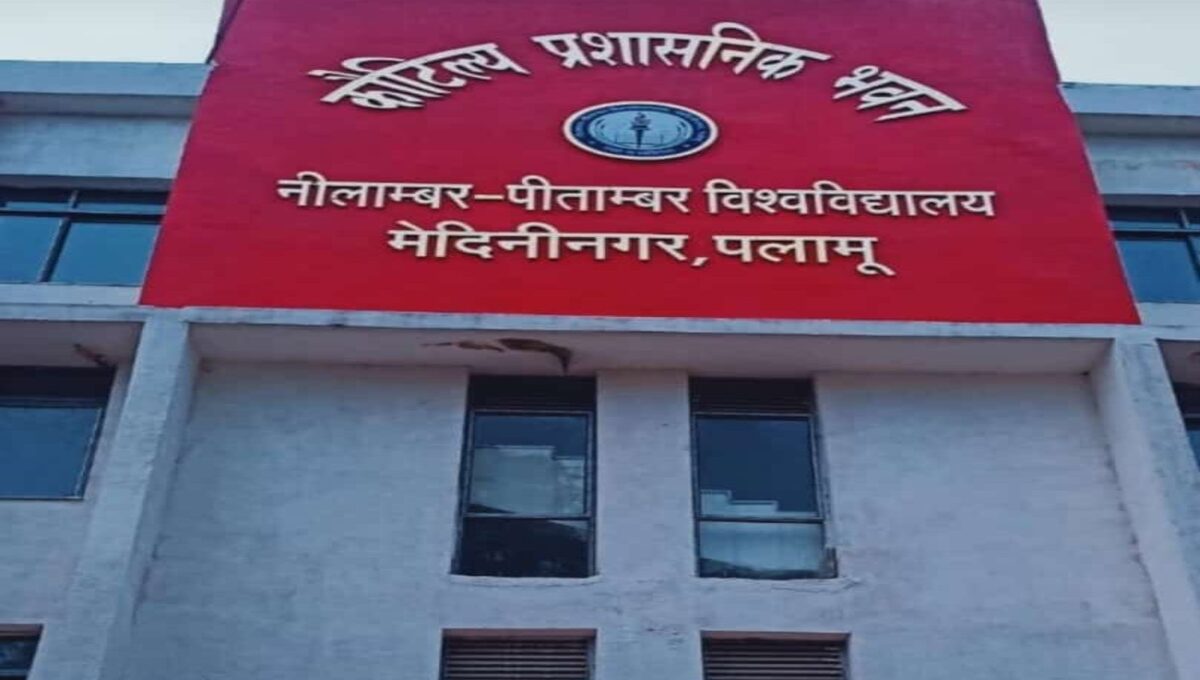 कौटिल्य प्रशासनिक भवन
नीलाम्बर-पीताम्बर विश्वविद्यालय
मेदिनीनगर, पलामू